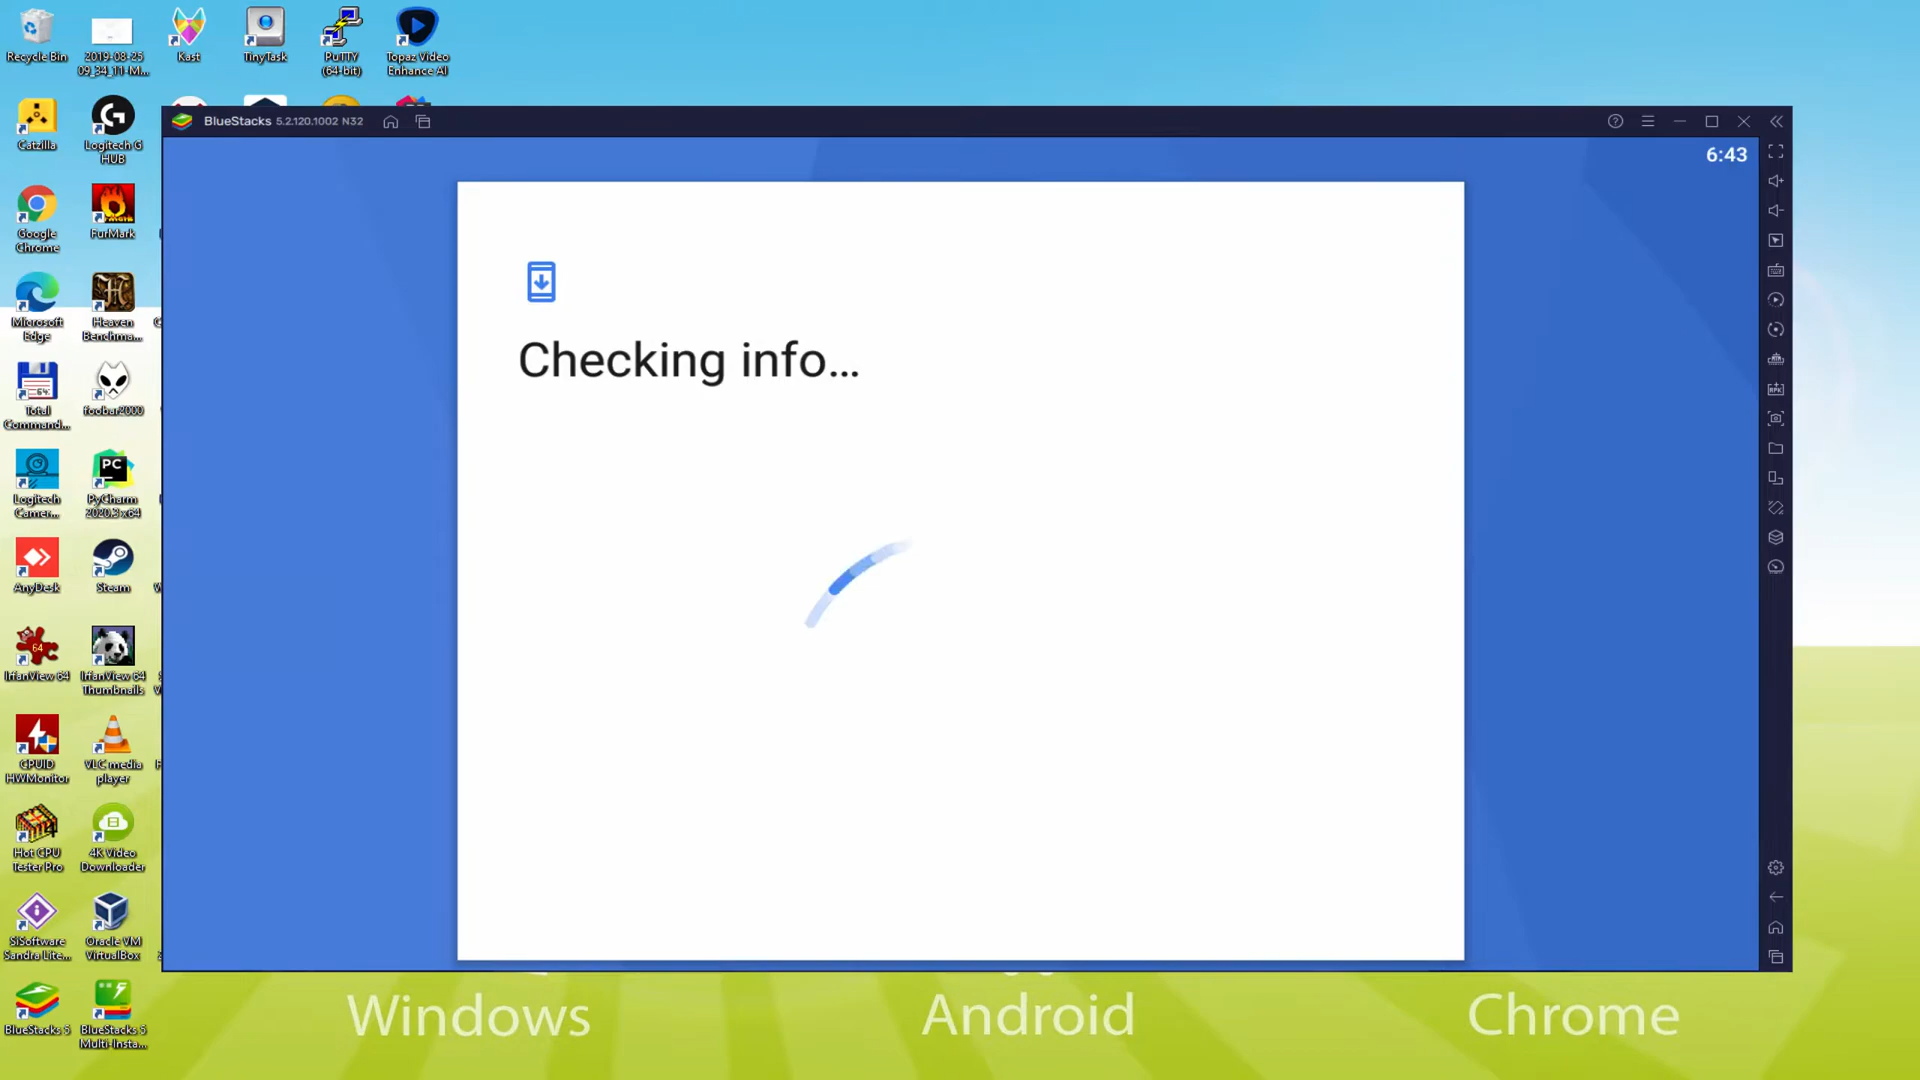 Recycle Bin
2019-08-25
09_34_11-M...
Kast
TinyTask
PuTTY
(64-bit)
Topaz Video
Enhance AI
Catzilla
Logitech G
HUB
BlueStacks 5.2.120.1002 N32
6:43
Google
Chrome
FurMark
Checking info...
Microsoft
Edge
Heaven
Benchma...
64
Total
Command...
foobar2000
Logitech
Camer...
PC
PyCharm
2020.3 x64
AnyDesk
Steam
64
IrfanView 64
IrfanView 64
Thumbnails
CPUID
HWMonitor
VLC media
player
Hot CPU
Tester Pro
4K Video
Downloader
SiSoftware
Sandra Lite...
Oracle VM
VirtualBox
BlueStacks 5
BlueStacks 5
Multi-Insta...
Windows
Android
Chrome